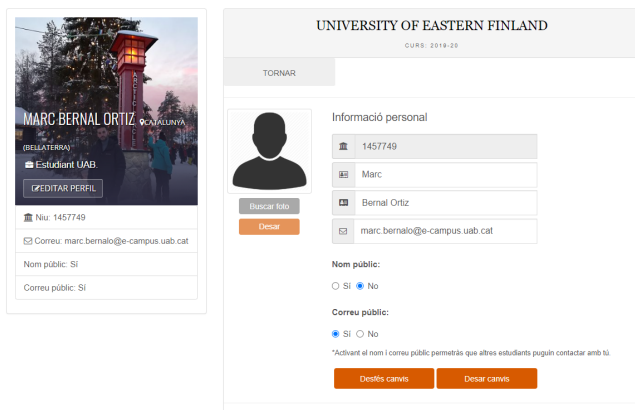 MARC BERNAL ORTIZ CATALUNYA
(BELLATERRA)
Estudiant UAB.
EDITAR PERFIL
Niu: 1457749
Correu: marc.bernalo@e-campus.uab.cat
Nom públic: Sí
Correu públic: Sí
ARCTIC CIRCLE
UNIVERSITY OF EASTERN FINLAND
CURS: 2019-20
TORNAR
Buscar foto
Desar
Informació personal
1457749
Marc
Bernal Ortiz
marc.bernalo@e-campus.uab.cat
Nom públic:
Sí No
Correu públic:
Sí No
*Activant el nom i correu públic permetràs que altres estudiants puguin contactar amb tú.
Desfés canvis Desar canvis